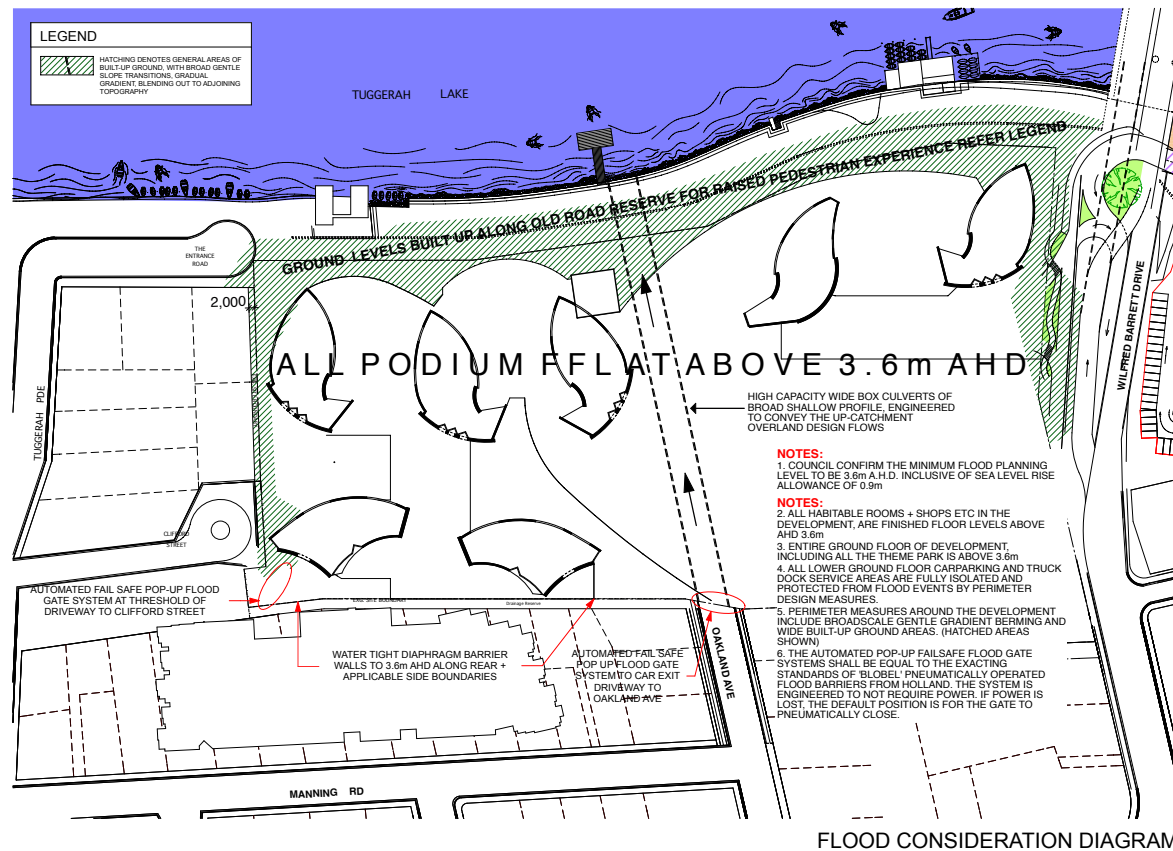 LEGEND
HATCHING DENOTES GENERAL AREAS OF
BUILT-UP GROUND, WITH BROAD GENTLE
SLOPE TRANSITIONS, GRADUAL
GRADIENT, BLENDING OUT TO ADJOINING
TOPOGRAPHY
TUGGERAH LAKE
GROUND LEVELS BUILT UP ALONG OLD ROAD RESERVE FOR RAISED PEDESTRIAN EXPERIENCE REFER LEGEND
THE
ENTRANCE
ROAD
2,000
ALL PODIUM FFL AT ABOVE 3.6m AHD
WILFRED BARRETT DRIVE
TUGGERAH PDE
HIGH CAPACITY WIDE BOX CULVERTS OF
BROAD SHALLOW PROFILE, ENGINEERED
TO CONVEY THE UP-CATCHMENT
OVERLAND DESIGN FLOWS
NOTES:
1. COUNCIL CONFIRM THE MINIMUM FLOOD PLANNING
LEVEL TO BE 3.6m A.H.D. INCLUSIVE OF SEA LEVEL RISE
ALLOWANCE OF 0.9m
NOTES:
2. ALL HABITABLE ROOMS + SHOPS ETC IN THE
DEVELOPMENT, ARE FINISHED FLOOR LEVELS ABOVE
AHD 3.6m
3. ENTIRE GROUND FLOOR OF DEVELOPMENT,
INCLUDING ALL THE THEME PARK IS ABOVE 3.6m
4. ALL LOWER GROUND FLOOR CARPARKING AND TRUCK
DOCK SERVICE AREAS ARE FULLY ISOLATED AND
PROTECTED FROM FLOOD EVENTS BY PERIMETER
DESIGN MEASURES.
5. PERIMETER MEASURES AROUND THE DEVELOPMENT
INCLUDE BROADSCALE GENTLE GRADIENT BERMING AND
WIDE BUILT-UP GROUND AREAS. (HATCHED AREAS
SHOWN)
6. THE AUTOMATED POP-UP FAILSAFE FLOOD GATE
SYSTEMS SHALL BE EQUAL TO THE EXACTING
STANDARDS OF 'BLOBEL' PNEUMATICALLY OPERATED
FLOOD BARRIERS FROM HOLLAND. THE SYSTEM IS
ENGINEERED TO NOT REQUIRE POWER. IF POWER IS
LOST, THE DEFAULT POSITION IS FOR THE GATE TO
PNEUMATICALLY CLOSE.
CLIFFORD
STREET
AUTOMATED FAIL SAFE POP-UP FLOOD
GATE SYSTEM AT THRESHOLD OF
DRIVEWAY TO CLIFFORD STREET
Drainage Reserve
WATER TIGHT DIAPHRAGM BARRIER
WALLS TO 3.6m AHD ALONG REAR +
APPLICABLE SIDE BOUNDARIES
AUTOMATED FAIL SAFE
POP UP FLOOD GATE
SYSTEM TO CAR EXIT
DRIVEWAY TO
OAKLAND AVE
OAKLAND AVE
MANNING RD
FLOOD CONSIDERATION DIAGRAM